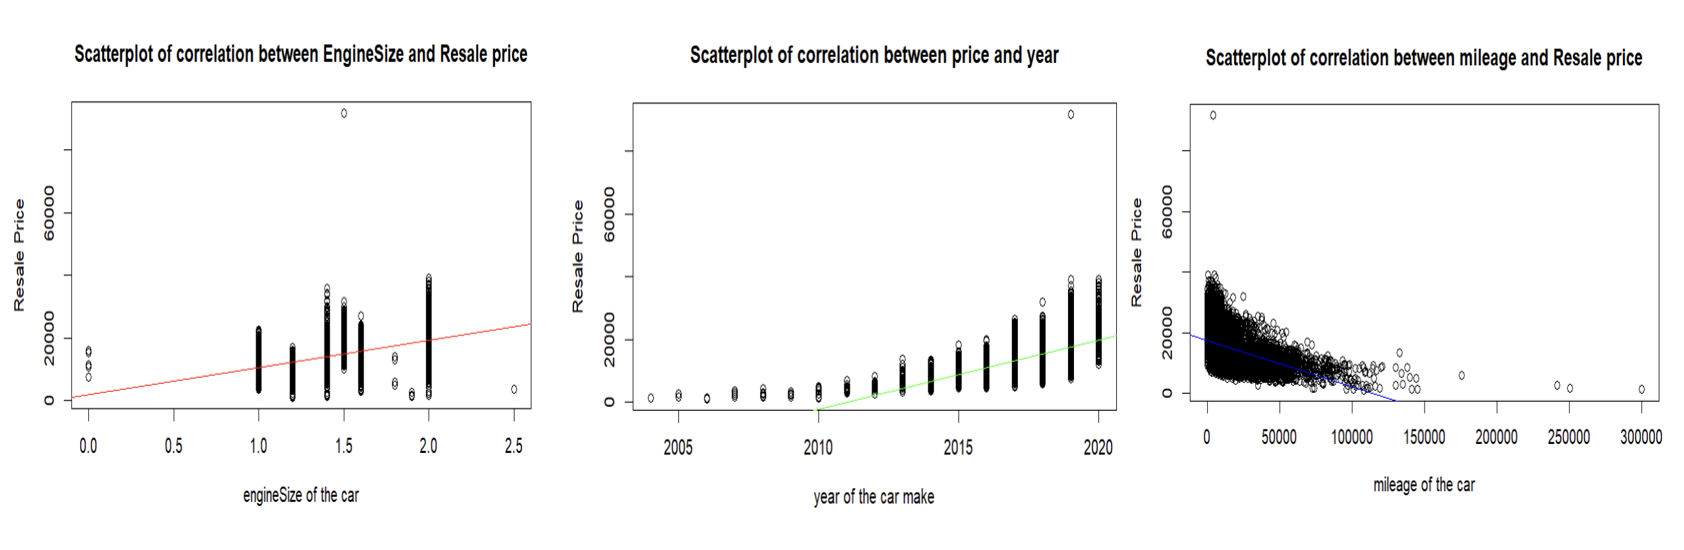 Scatterplot of correlation between EngineSize and Resale price
Resale Price
0
20000
60000
0.0 0.5 1.0 1.5 2.0 2.5
engineSize of the car
Scatterplot of correlation between price and year
Resale Price
0
20000
60000
2005 2010 2015 2020
year of the car make
Scatterplot of correlation between mileage and Resale price
Resale Price
0
20000
60000
0 50000 100000 150000 200000 250000 300000
mileage of the car